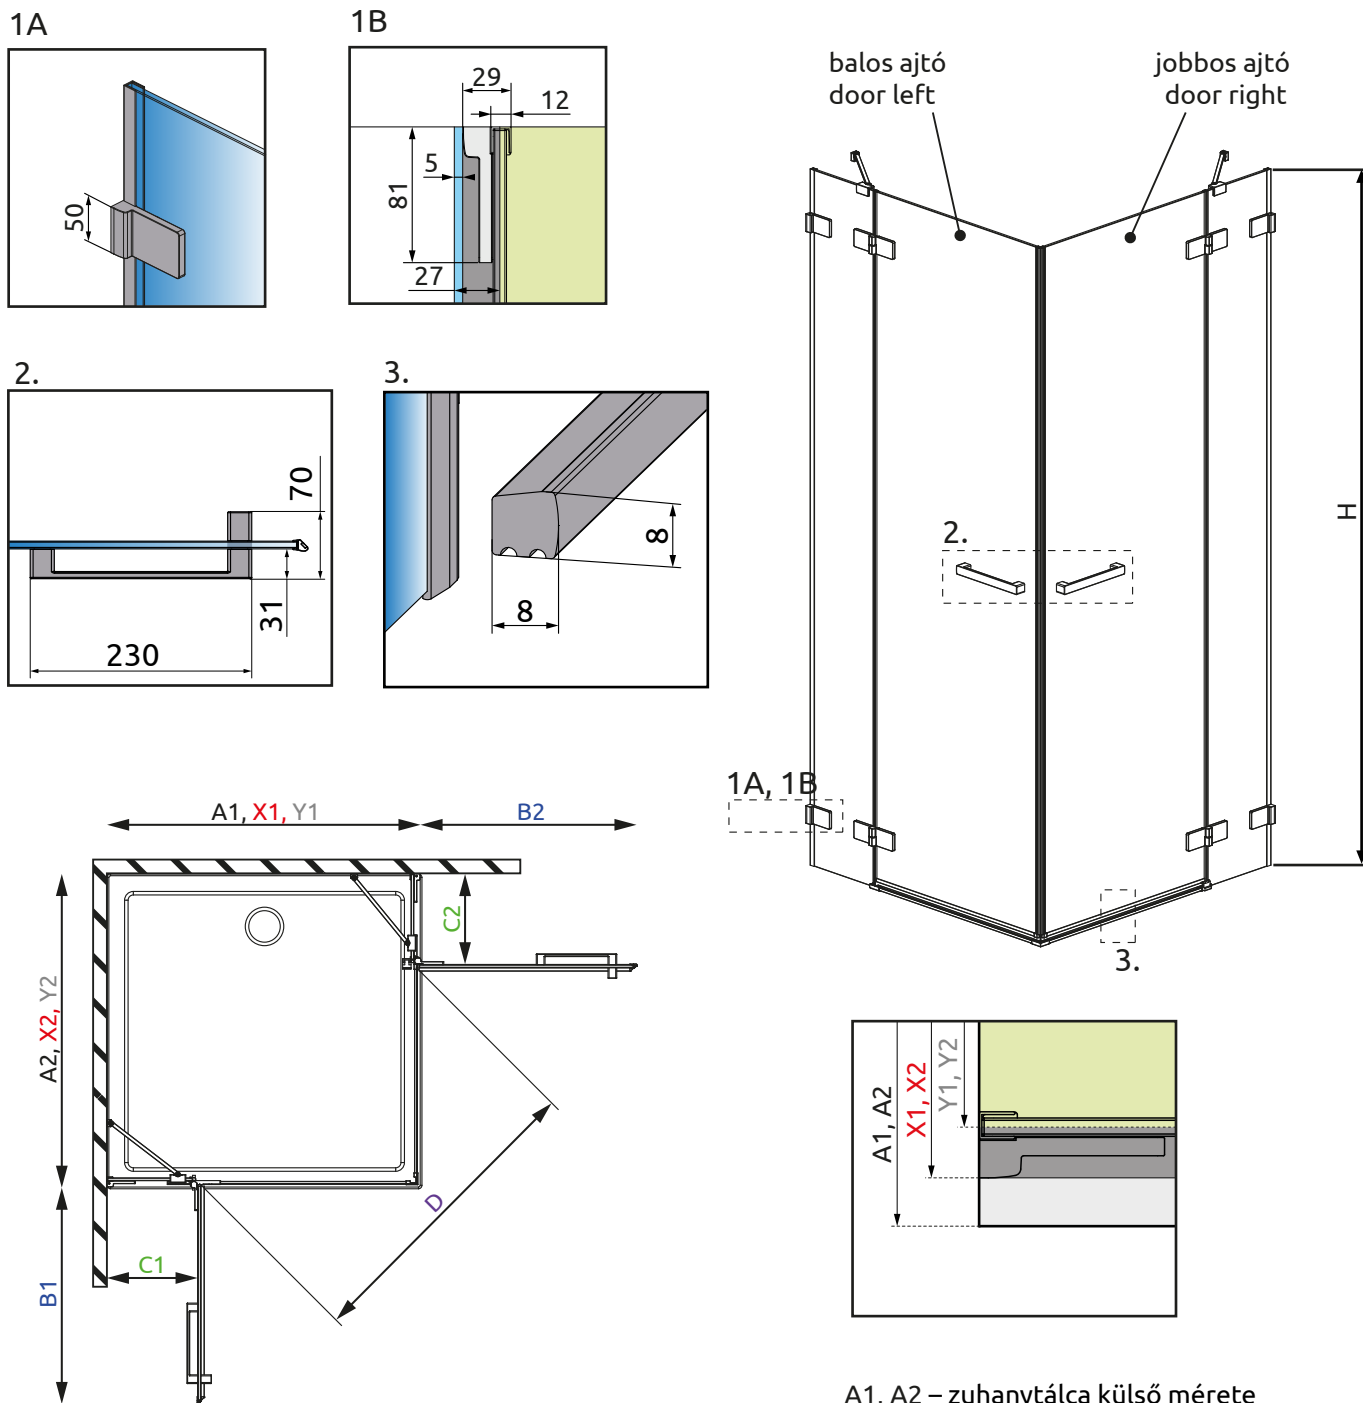 1A
50
1B
29
12
5
81
27
balos ajtó
door left
jobbos ajtó
door right
H
2.
70
31
230
3.
8
8
2.
1A, 1B
3.
A1, X1, Y1
B2
C2
A2, X2, Y2
D
C1
B1
A1, A2
X1, X2
Y1, Y2
A1, A2 – zuhanytálca külső mérete